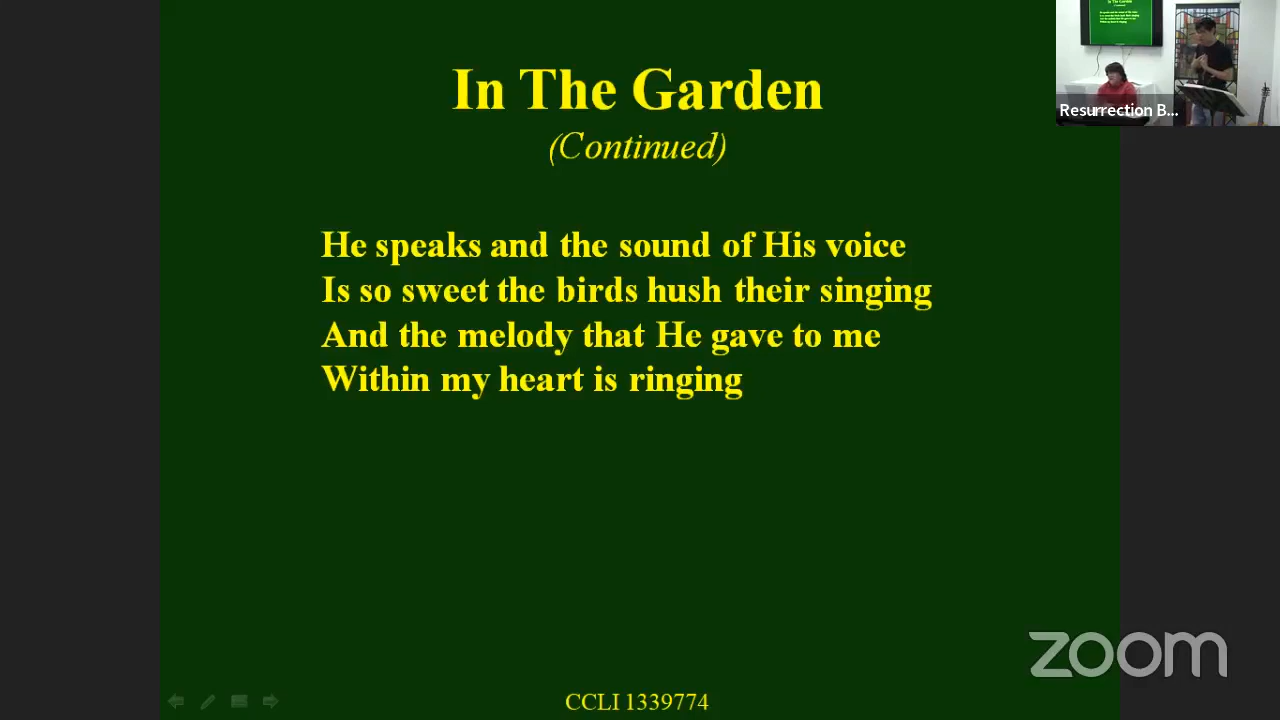 In The Garden
(Continued)
He speaks and the sound of His voice
Is so sweet the birds hush their singing
And the melody that He gave to me
Within my heart is ringing
CCLI 1339774
Resurrection B...
zoom